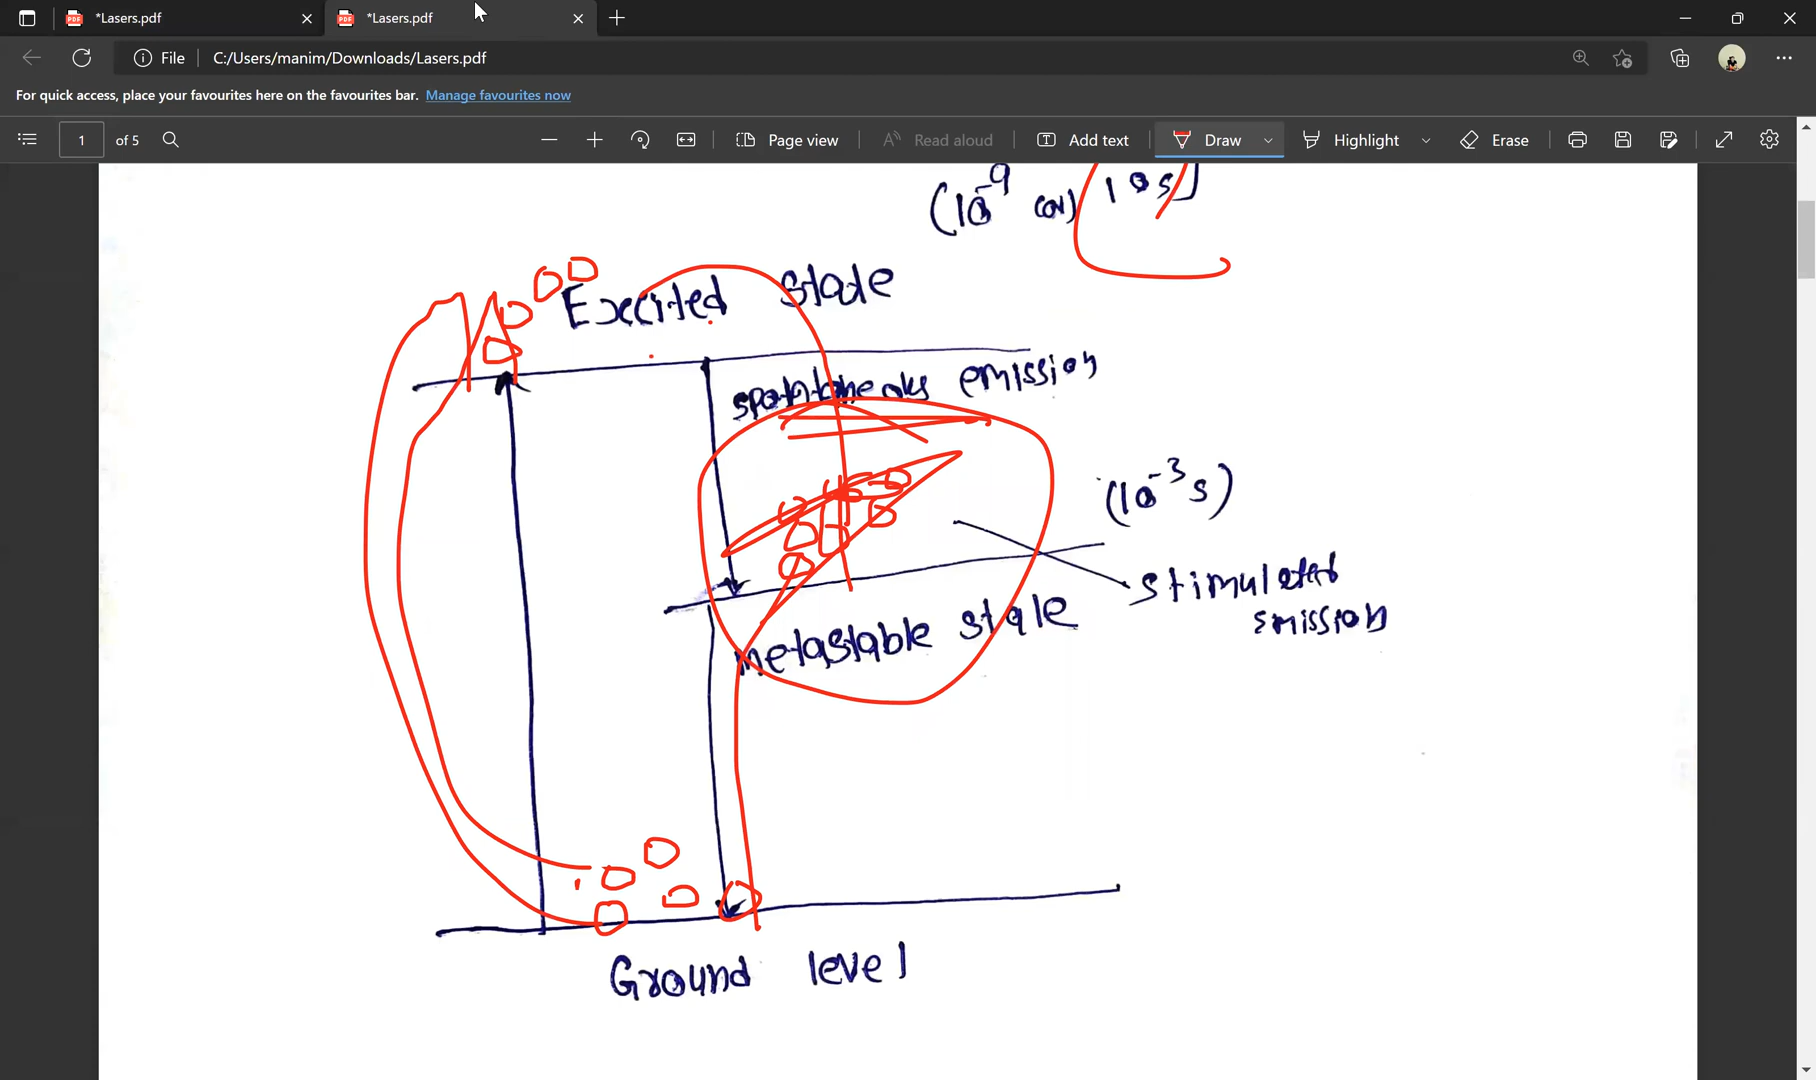 *Lasers.pdf
*Lasers.pdf
File C:/Users/manim/Downloads/Lasers.pdf
For quick access, place your favourites here on the favourites bar. Manage favourites now
1 of 5 Page view Read aloud Add text Draw Highlight Erase
(10⁻⁹ (or) 10s)
Excited state
spontaneous emission
(10⁻³ s)
stimulated
Emission
metastable state
Ground level